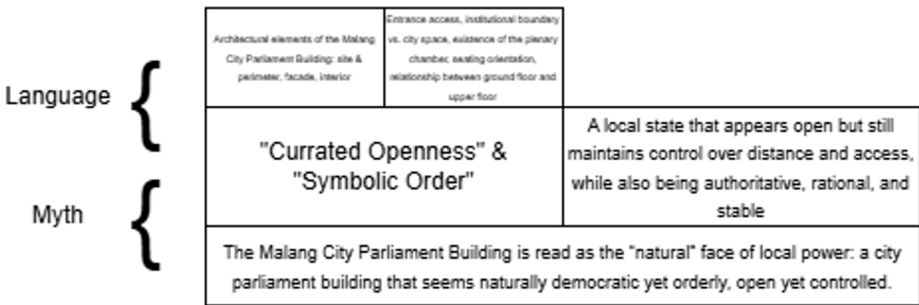 Architectural elements of the Malang
City Parliament Building: site &
perimeter, facade, interior
Entrance access, institutional boundary
vs. city space, existence of the plenary
chamber, seating orientation,
relationship between ground floor and
upper floor
Language
"Currated Openness" &
"Symbolic Order"
A local state that appears open but still
maintains control over distance and access,
while also being authoritative, rational, and
stable
Myth
The Malang City Parliament Building is read as the "natural" face of local power: a city
parliament building that seems naturally democratic yet orderly, open yet controlled.